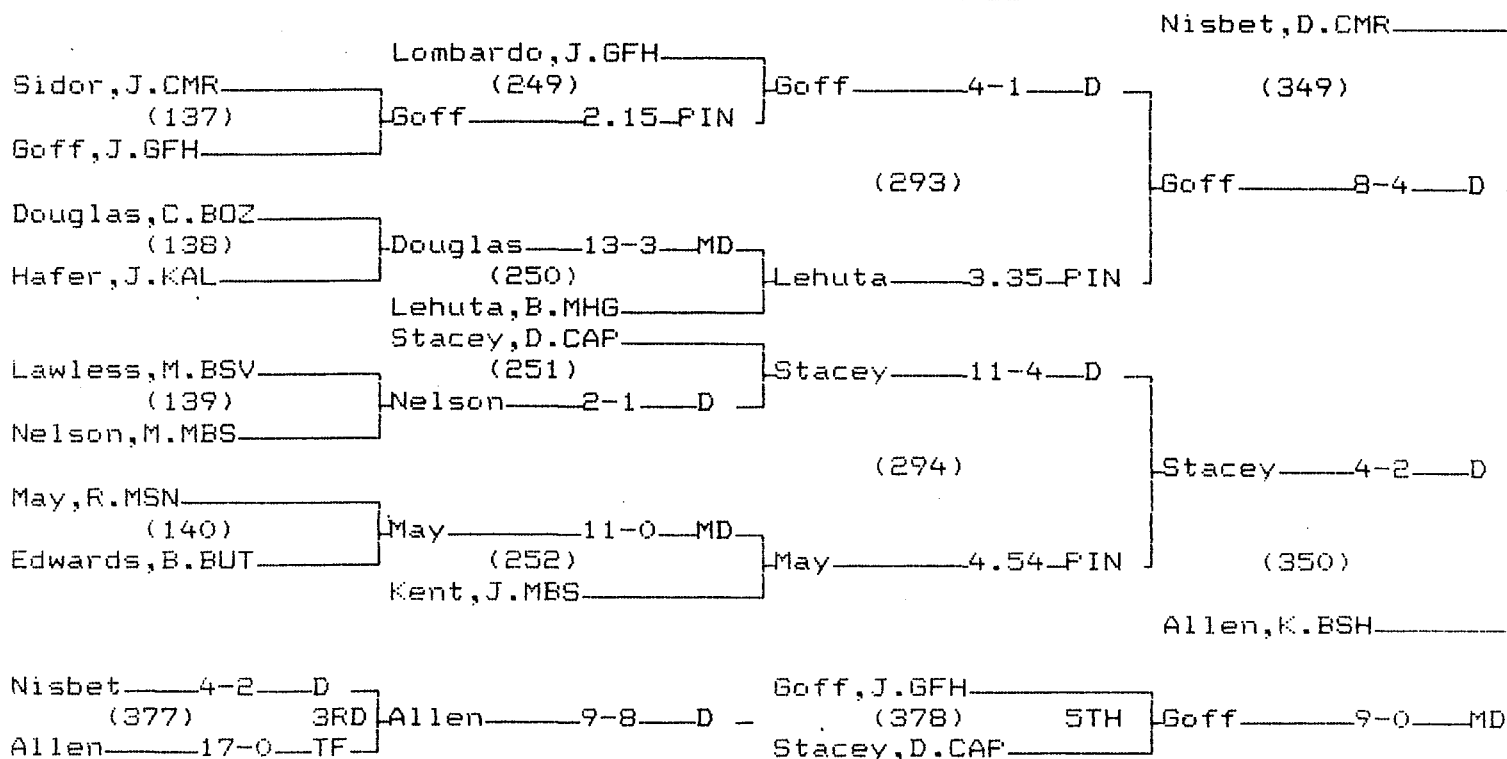 Nisbet,D.CMR
Lombardo,J.GFH
Sidor,J.CMR (249) Goff 4-1 D (349)
(137) Goff 2.15 PIN
Goff,J.GFH
(293) Goff 8-4 D
Douglas,C.BOZ
(138) Douglas 13-3 MD
Hafer,J.KAL (250) Lehuta 3.35 PIN
Lehuta,B.MHG
Stacey,D.CAP
Lawless,M.BSV (251) Stacey 11-4 D
(139) Nelson 2-1 D
Nelson,M.MBS
(294) Stacey 4-2 D
May,R.MSN
(140) May 11-0 MD
Edwards,B.BUT (252) May 4.54 PIN (350)
Kent,J.MBS
Allen,K.BSH
Nisbet 4-2 D Goff,J.GFH
(377) 3RD Allen 9-8 D (378) 5TH Goff 9-0 MD
Allen 17-0 TF Stacey,D.CAP